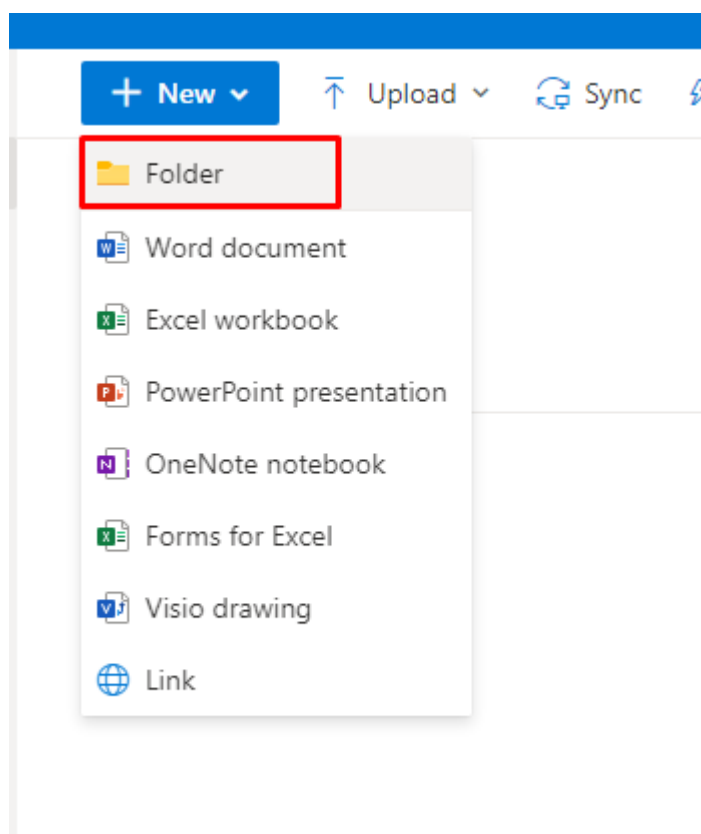 + New Upload Sync
Folder
Word document
Excel workbook
PowerPoint presentation
OneNote notebook
Forms for Excel
Visio drawing
Link